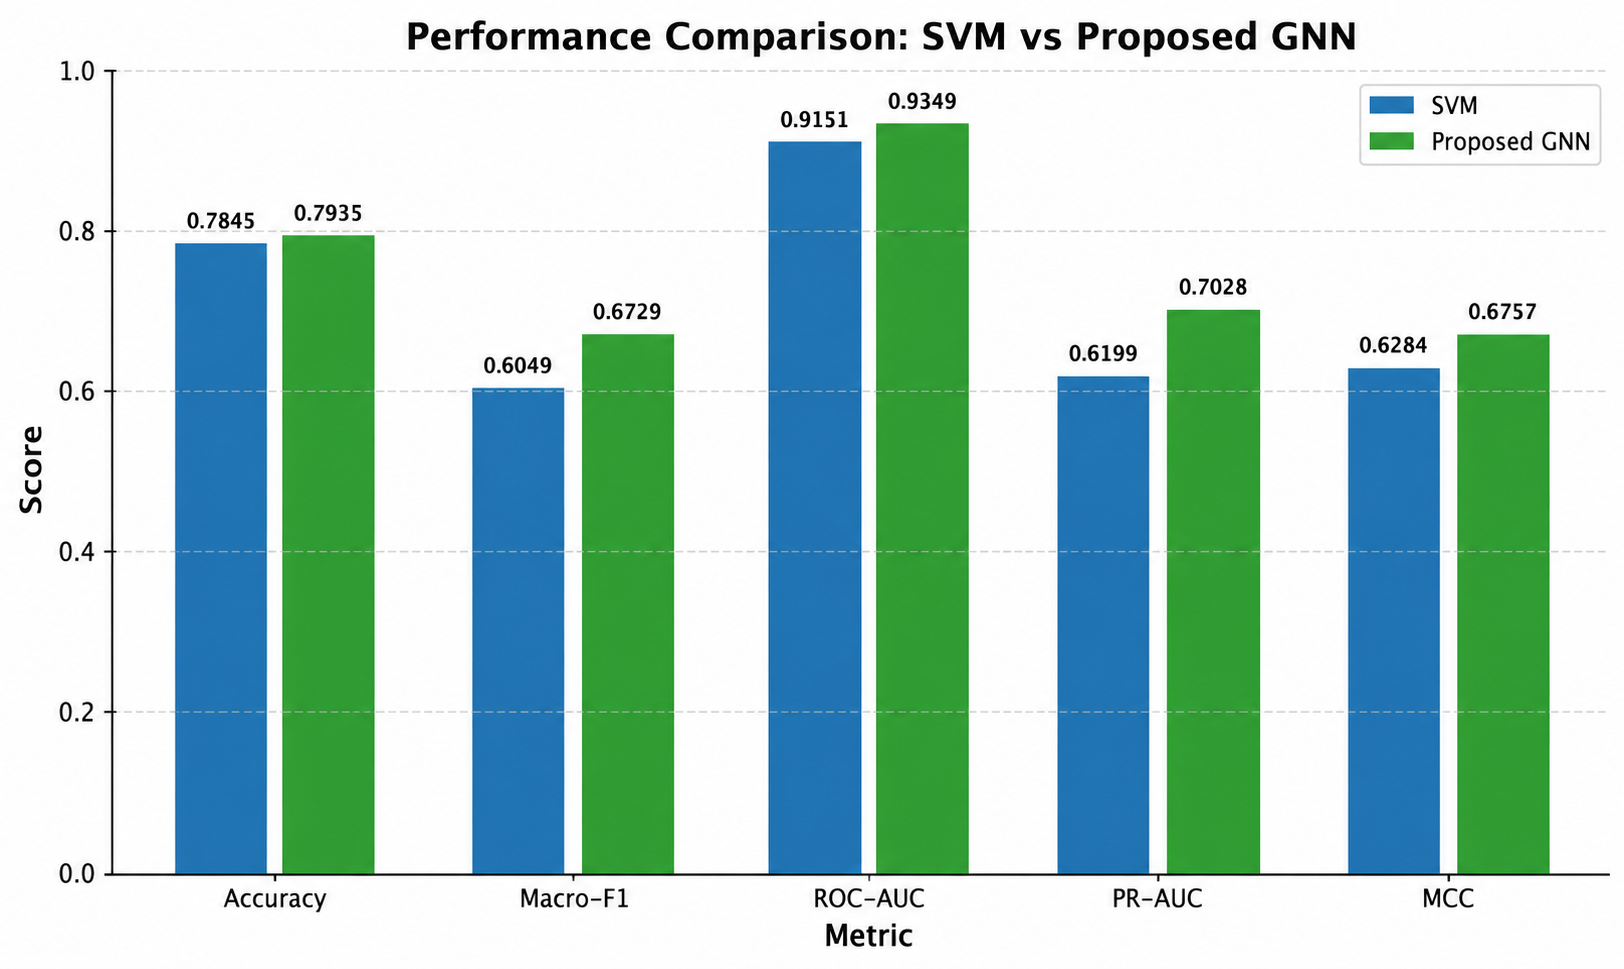 Performance Comparison: SVM vs Proposed GNN
1.0
0.8
0.6
0.4
0.2
0.0
Score
SVM
Proposed GNN
0.7845
0.7935
0.6049
0.6729
0.9151
0.9349
0.6199
0.7028
0.6284
0.6757
Accuracy
Macro-F1
ROC-AUC
PR-AUC
MCC
Metric